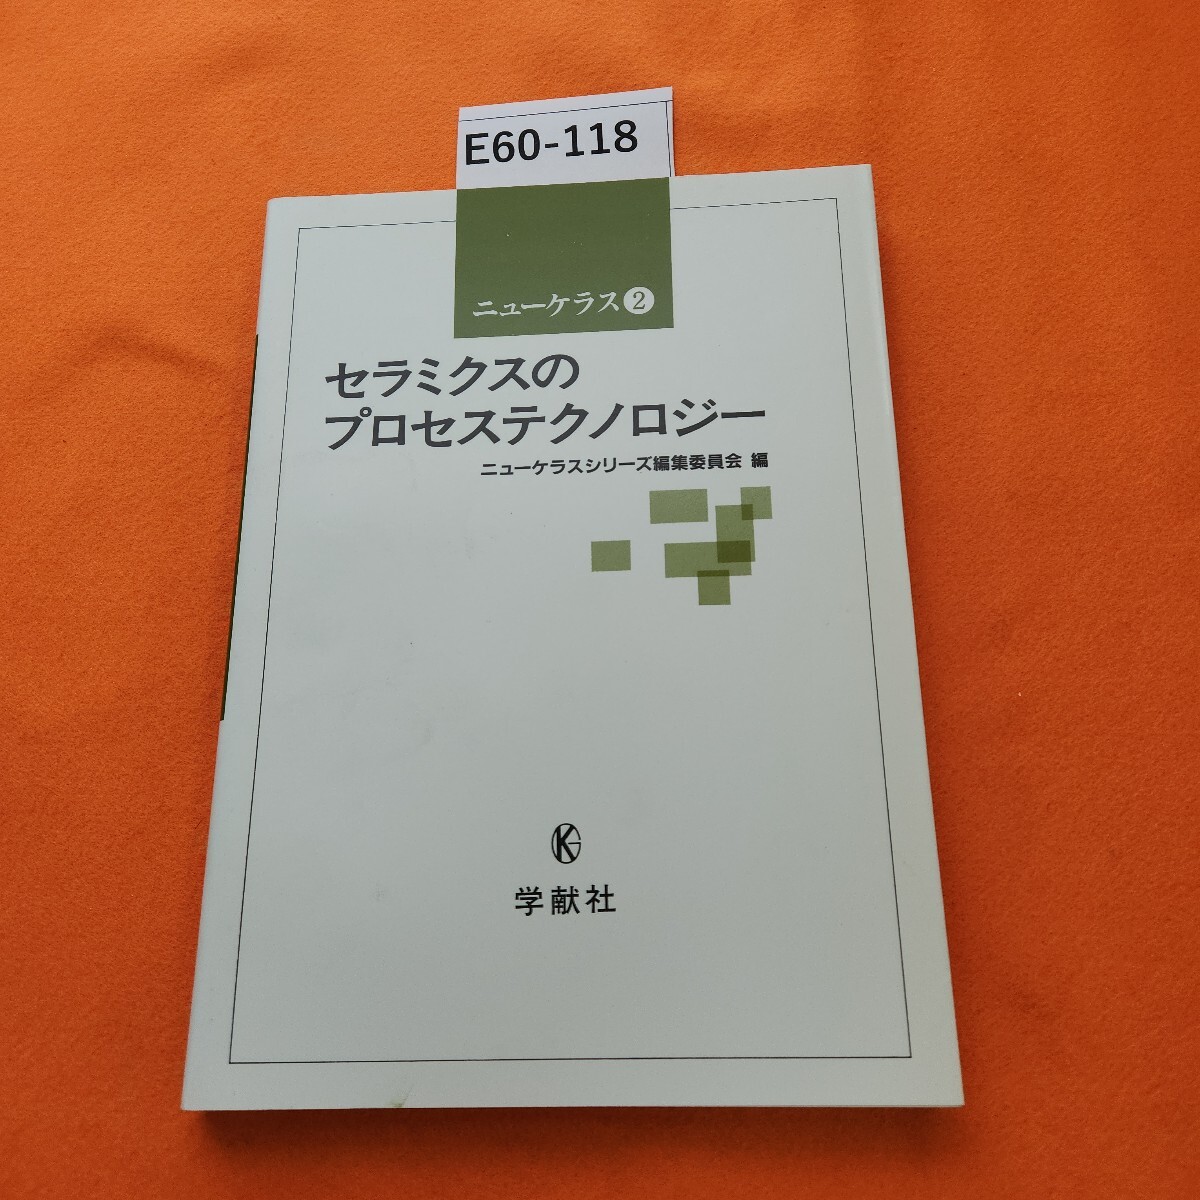 E60-118
ニューケラス❷
セラミクスの
プロセステクノロジー
ニューケラスシリーズ編集委員会 編
KG
学献社